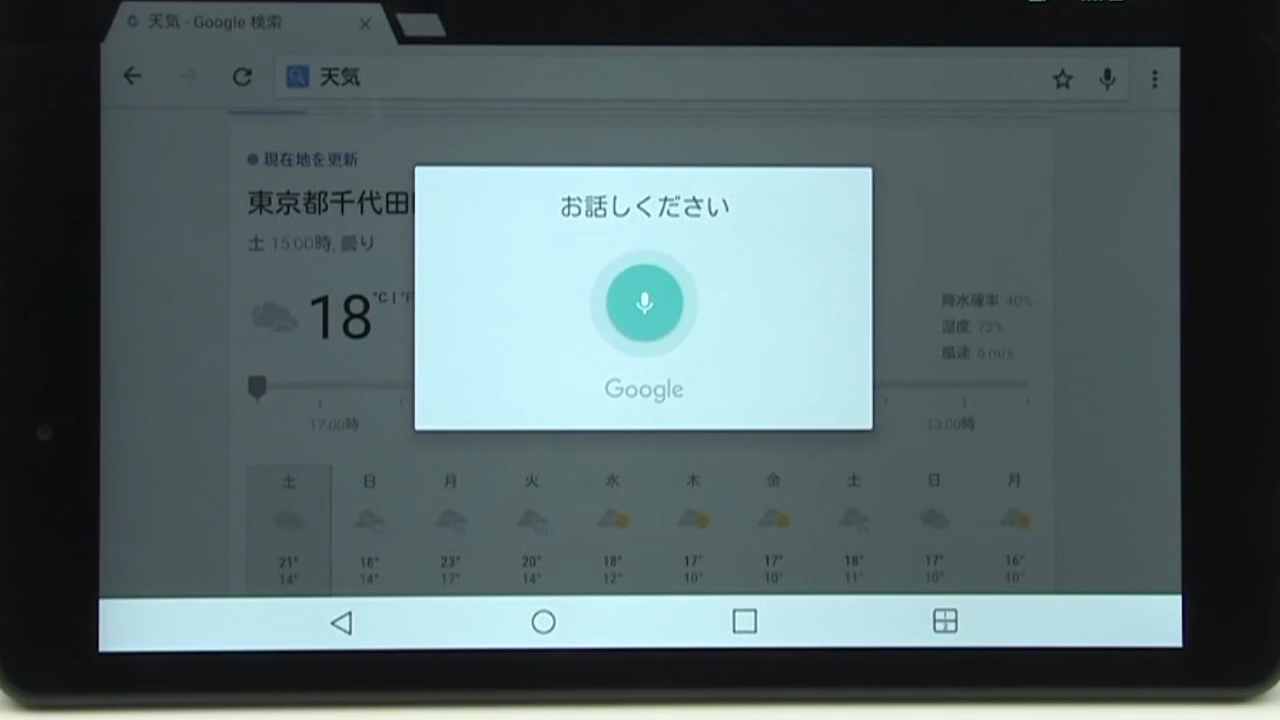 天気 - Google 検索
天気
現在地を更新
東京都千代田
土 15:00時, 曇り
お話しください
18 °C | °F
降水確率: 40%
湿度: 73%
風速: 5 m/s
Google
17:00時 13:00時
土 日 月 火 水 木 金 土 日 月
21° 18° 23° 20° 18° 17° 17° 18° 17° 16°
14° 14° 17° 14° 12° 10° 10° 11° 10° 10°